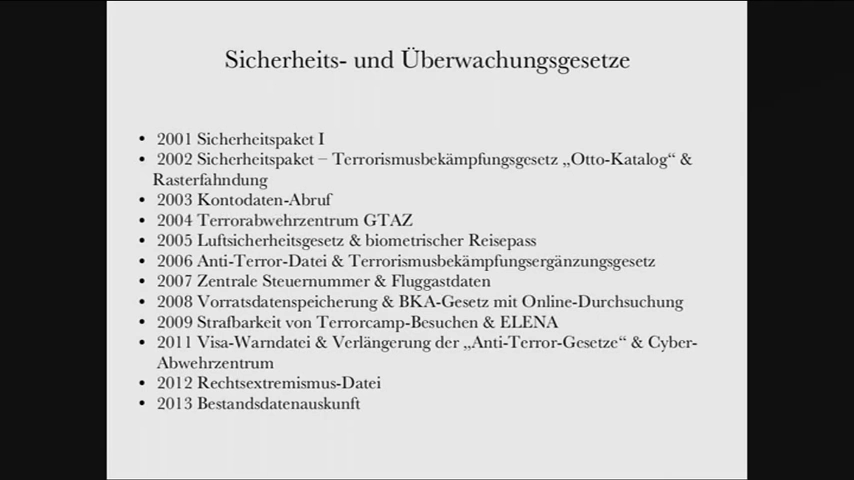 Sicherheits- und Überwachungsgesetze
• 2001 Sicherheitspaket I
• 2002 Sicherheitspaket – Terrorismusbekämpfungsgesetz „Otto-Katalog“ &
Rasterfahndung
• 2003 Kontodaten-Abruf
• 2004 Terrorabwehrzentrum GTAZ
• 2005 Luftsicherheitsgesetz & biometrischer Reisepass
• 2006 Anti-Terror-Datei & Terrorismusbekämpfungsergänzungsgesetz
• 2007 Zentrale Steuernummer & Fluggastdaten
• 2008 Vorratsdatenspeicherung & BKA-Gesetz mit Online-Durchsuchung
• 2009 Strafbarkeit von Terrorcamp-Besuchen & ELENA
• 2011 Visa-Warndatei & Verlängerung der „Anti-Terror-Gesetze“ & Cyber-
Abwehrzentrum
• 2012 Rechtsextremismus-Datei
• 2013 Bestandsdatenauskunft